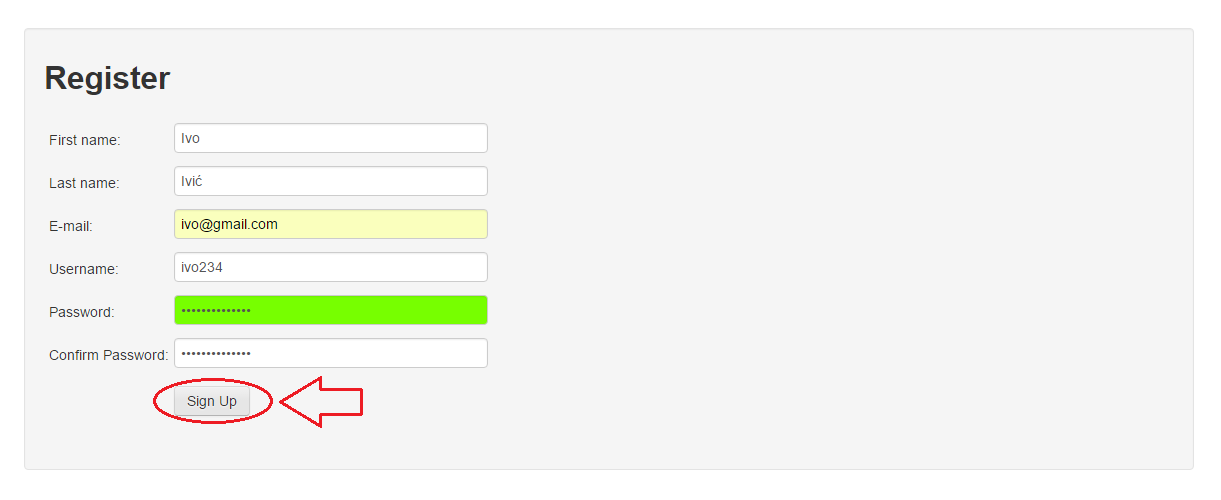 Register
First name: Ivo
Last name: Ivić
E-mail: ivo@gmail.com
Username: ivo234
Password: ••••••••••••••
Confirm Password: ••••••••••••••
Sign Up